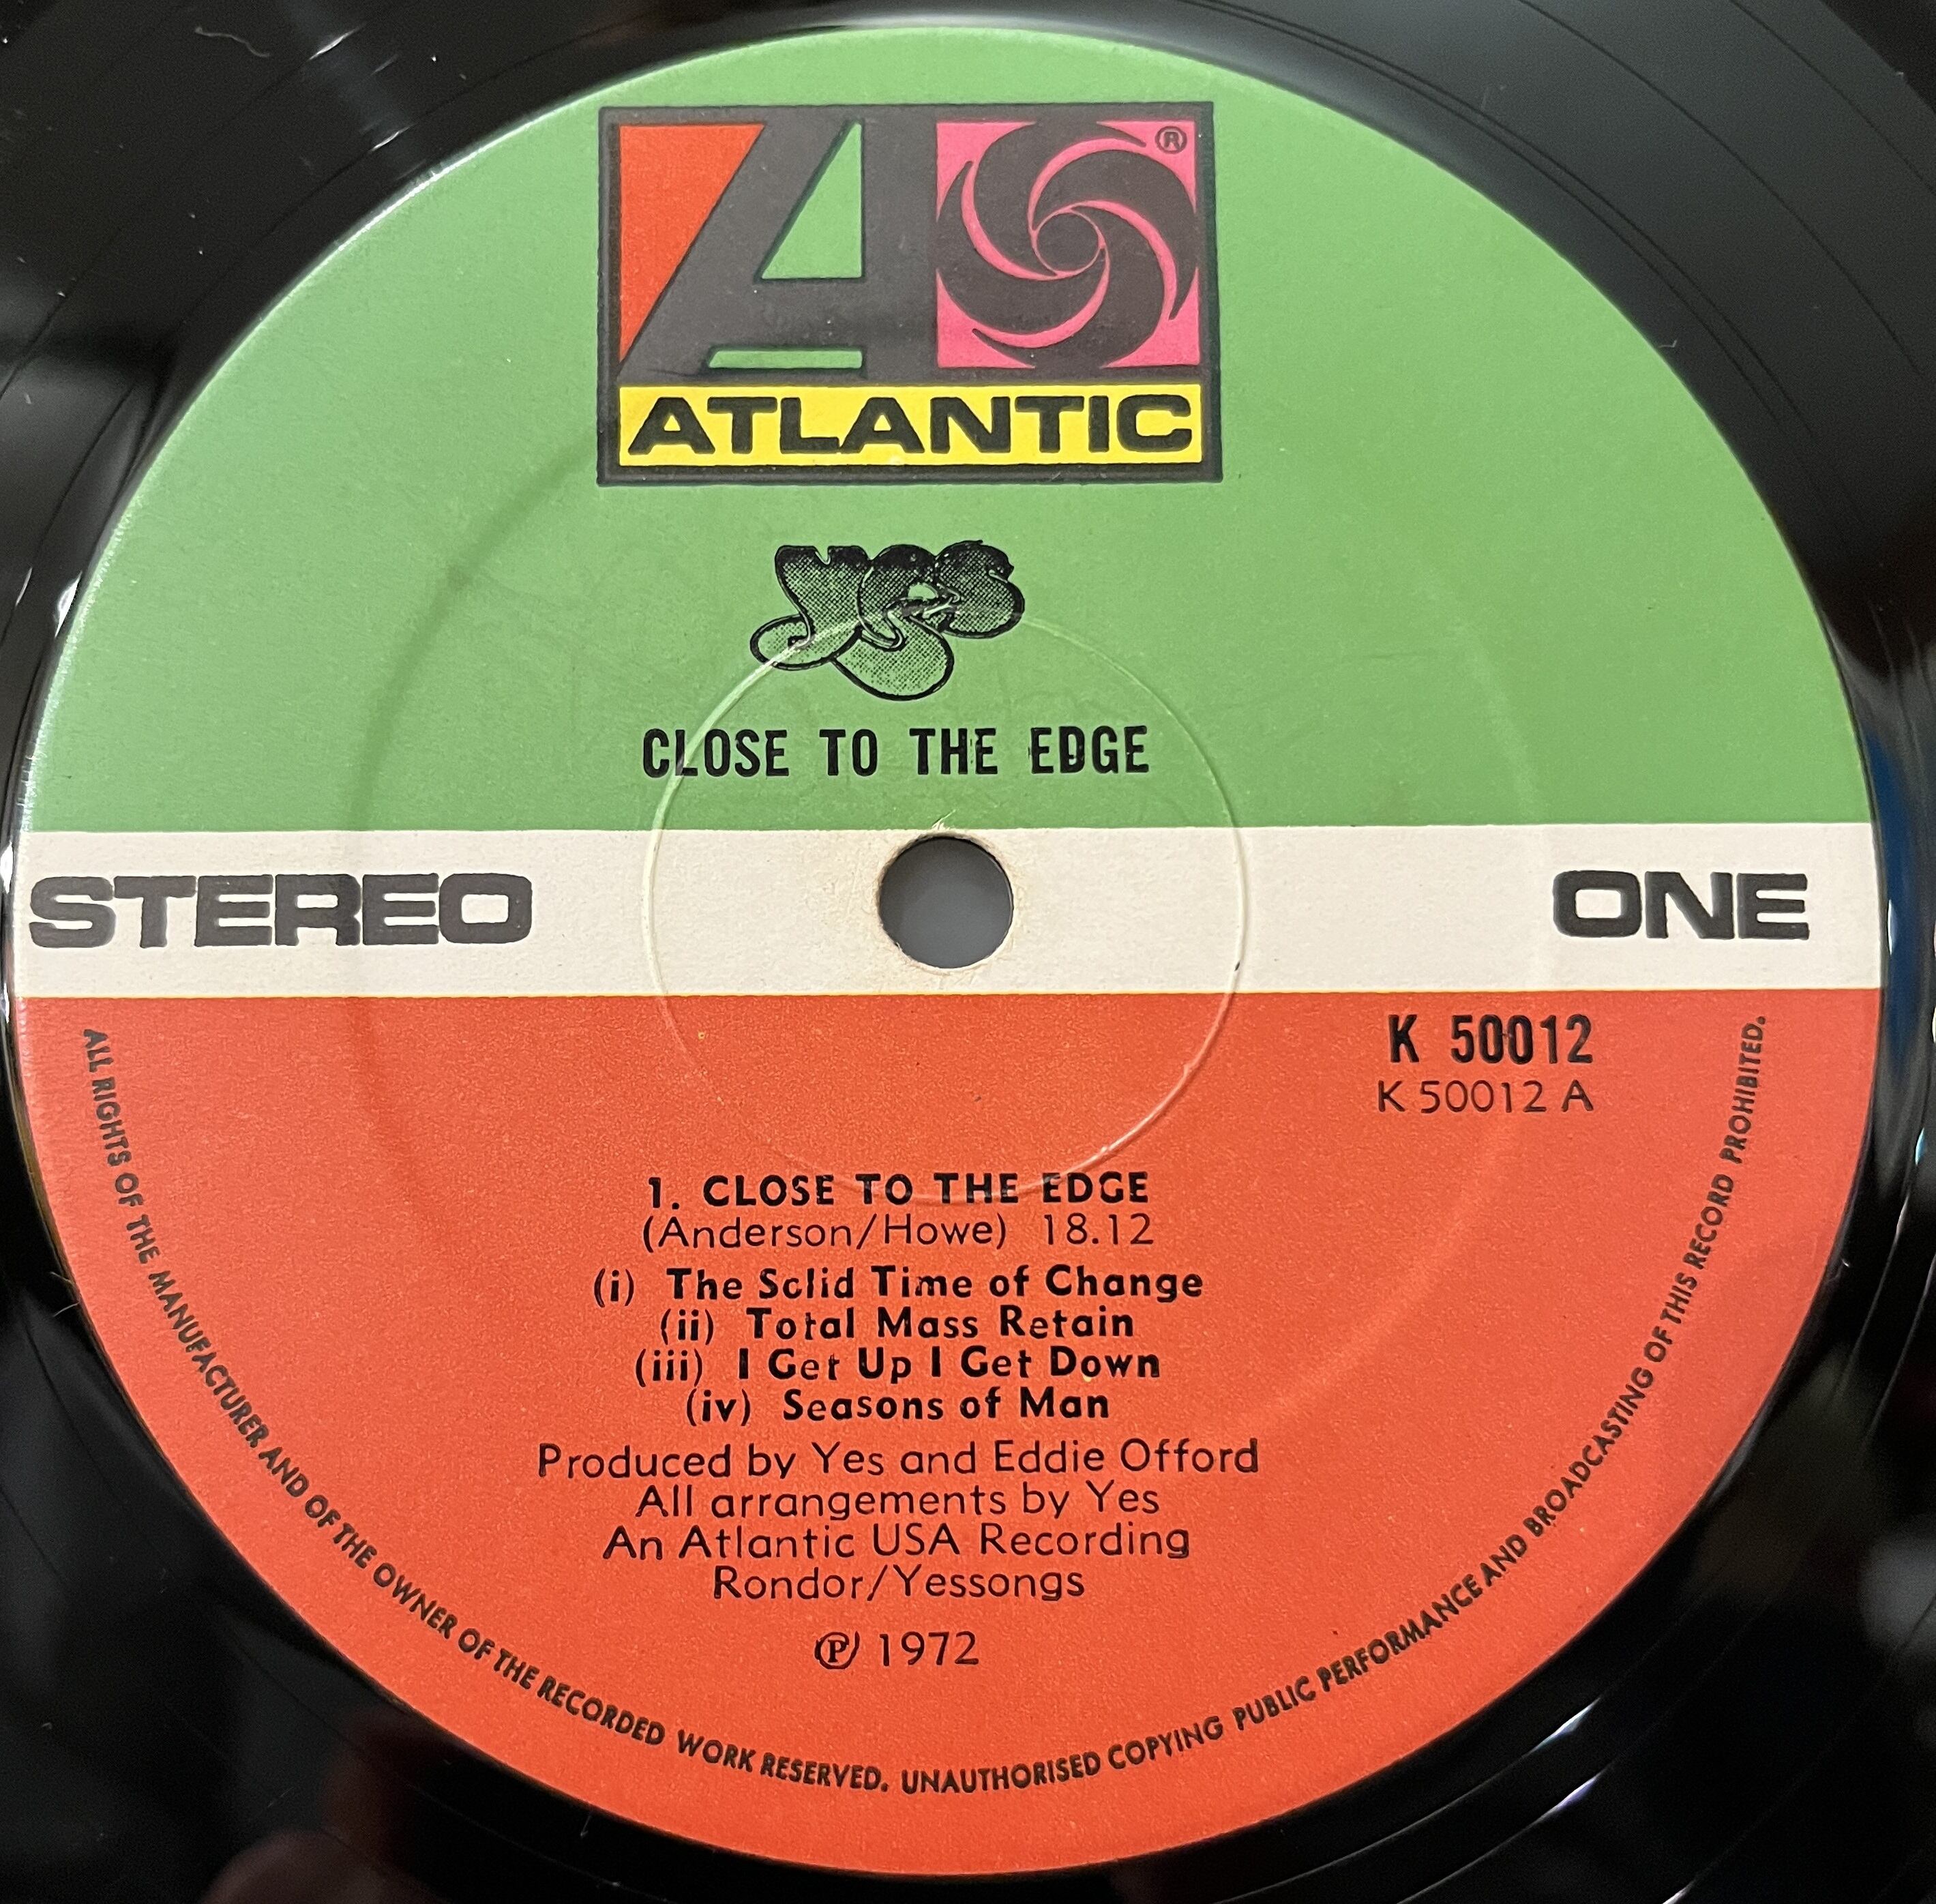 ®
ATLANTIC
yes
CLOSE TO THE EDGE
STEREO
ONE
K 50012
K 50012 A
1. CLOSE TO THE EDGE
(Anderson/Howe) 18.12
(i) The Solid Time of Change
(ii) Total Mass Retain
(iii) I Get Up I Get Down
(iv) Seasons of Man
Produced by Yes and Eddie Offord
All arrangements by Yes
An Atlantic USA Recording
Rondor/Yessongs
℗ 1972
ALL RIGHTS OF THE MANUFACTURER AND OF THE OWNER OF THE RECORDED WORK RESERVED. UNAUTHORISED COPYING PUBLIC PERFORMANCE AND BROADCASTING OF THIS RECORD PROHIBITED.